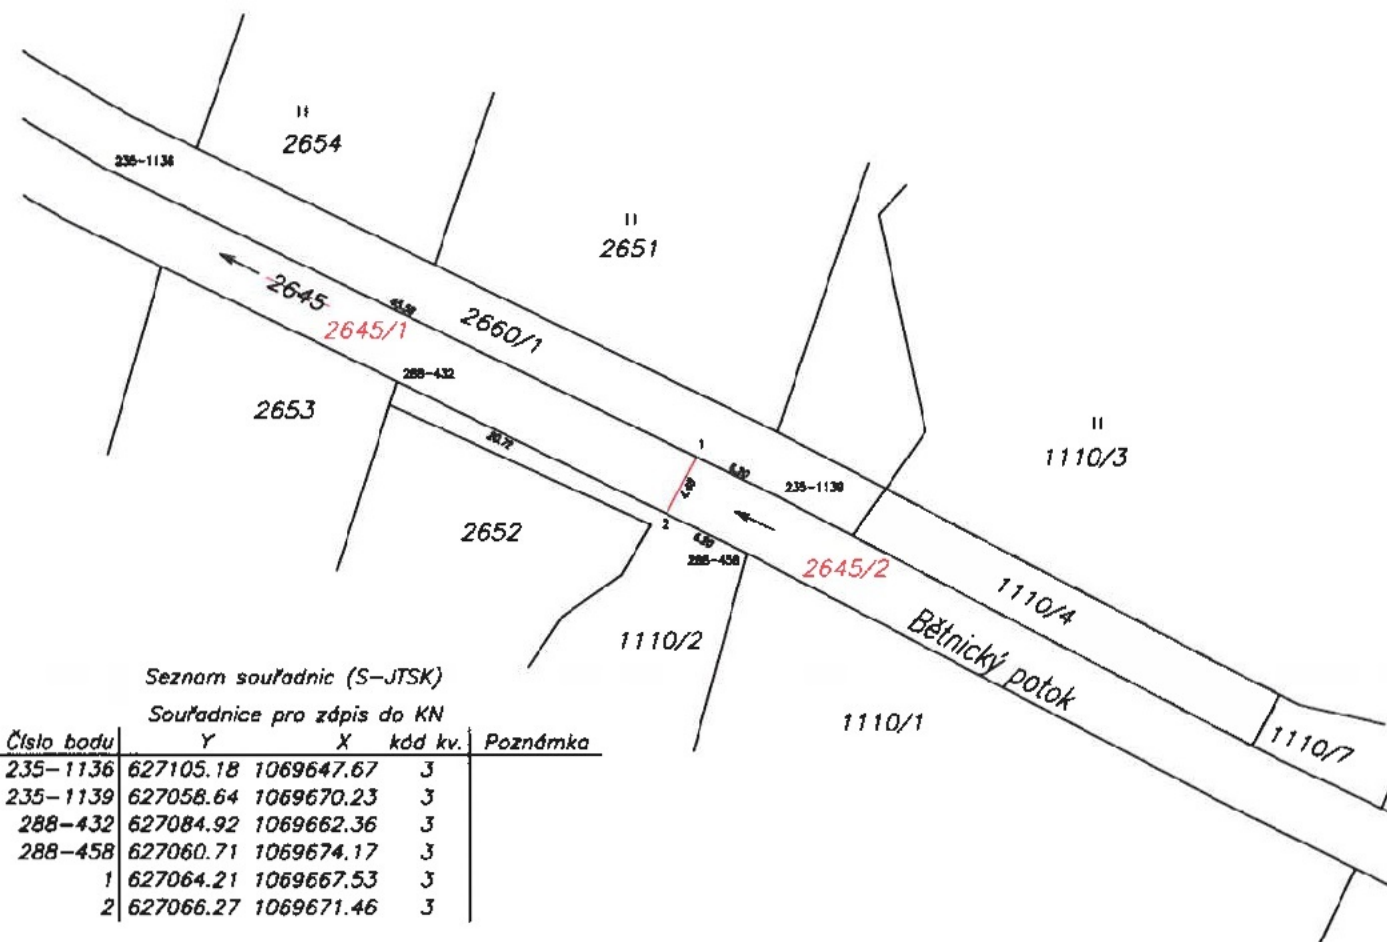 2654
235-1136
2651
2645
2645/1
2660/1
288-432
2653
20.72
1
1110/3
6.20
235-1139
2
2652
288-458
2645/2
1110/4
Bětnický potok
1110/2
1110/1
1110/7
Seznam souřadnic (S-JTSK)
Souřadnice pro zápis do KN
Číslo bodu Y X kód kv. Poznámka
235-1136 627105.18 1069647.67 3
235-1139 627058.64 1069670.23 3
288-432 627084.92 1069662.36 3
288-458 627060.71 1069674.17 3
1 627064.21 1069667.53 3
2 627066.27 1069671.46 3